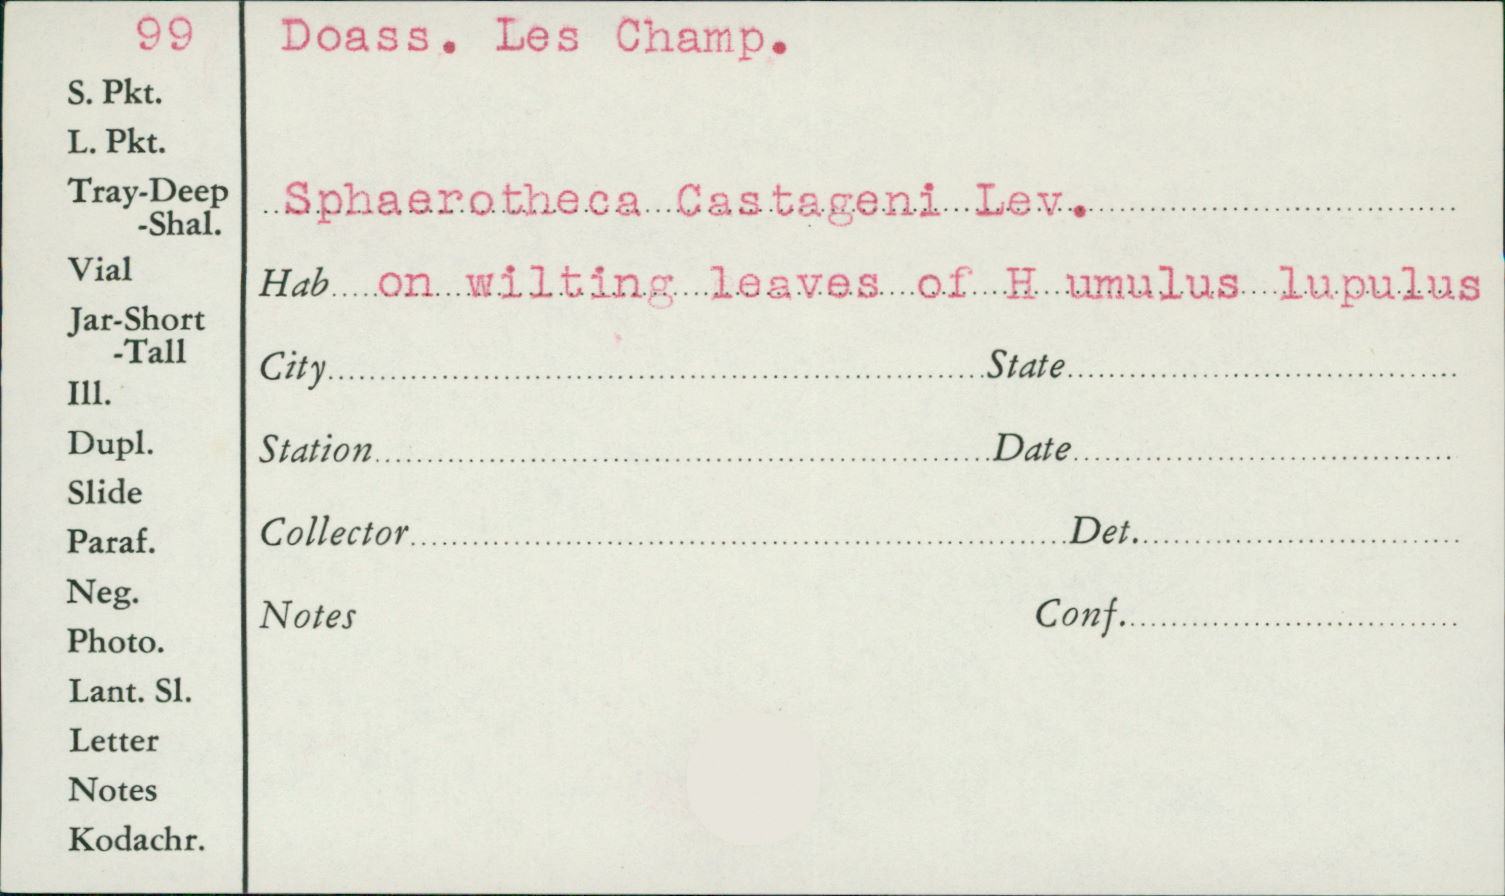 99 Doass. Les Champ.
S. Pkt.
L. Pkt.
Tray-Deep
-Shal.
Sphaerotheca Castageni Lev.
Vial
Hab on wilting leaves of H umulus lupulus
Jar-Short
-Tall
City State
Ill.
Dupl.
Station Date
Slide
Paraf.
Collector Det.
Neg.
Notes Conf.
Photo.
Lant. Sl.
Letter
Notes
Kodachr.